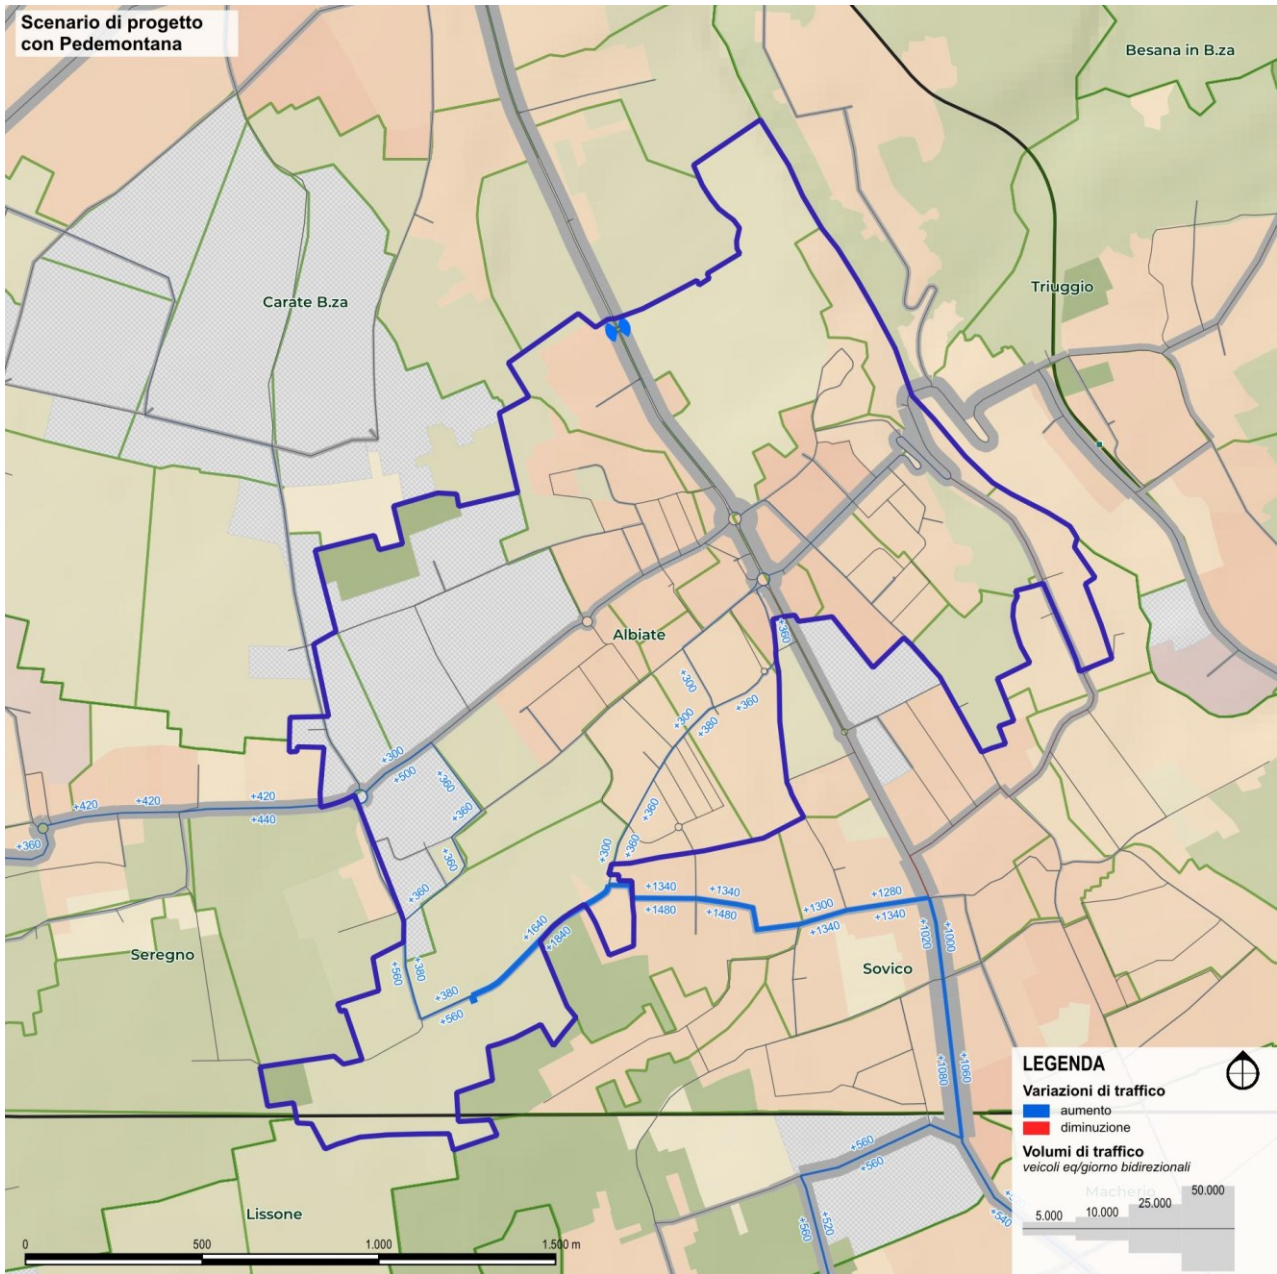 Scenario di progetto
con Pedemontana
Besana in B.za
Triuggio
Carate B.za
Albiate
+360
+300
+360
+300
+380
+300
+500
+360
+360
+420
+420
+420
+440
+360
+360
+360
+300
+360
+360
+1340
+1340
+1480
+1480
+1300
+1280
+1340
+1340
+1640
+1840
+1020
+1000
Seregno
+560
+380
+380
+560
Sovico
+1080
+1060
+560
+560
+560
+520
+540
Lissone
0
500
1.000
1.500 m
LEGENDA
Variazioni di traffico
aumento
diminuzione
Volumi di traffico
veicoli eq/giorno bidirezionali
Macherio
5.000
10.000
25.000
50.000